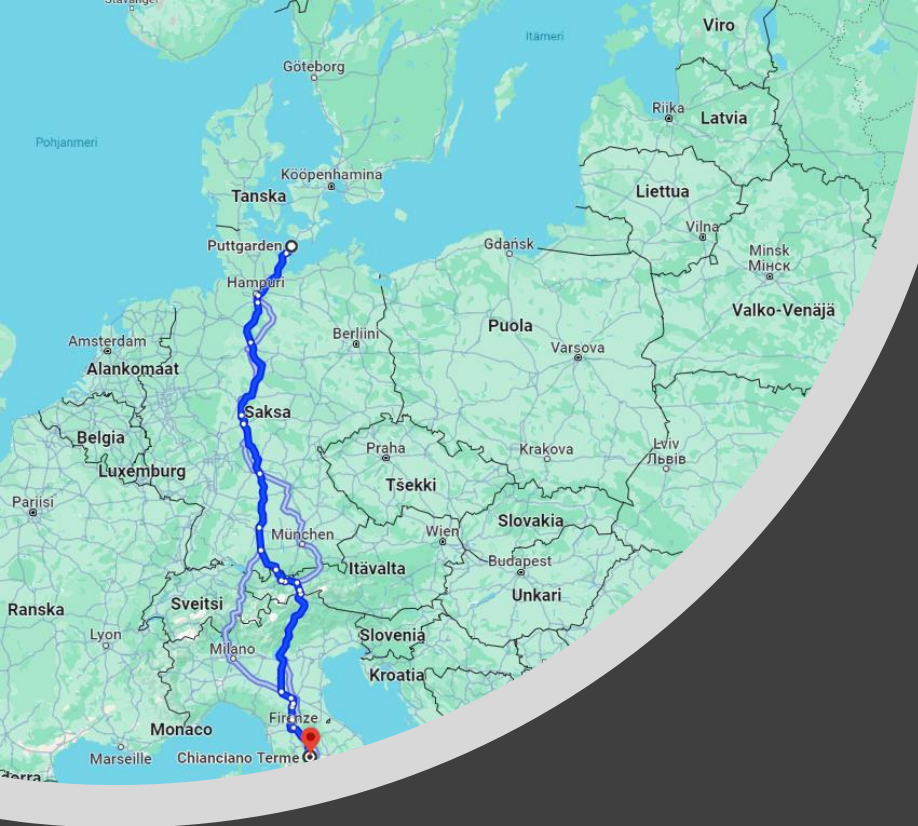 Stavanger
Viro
Itämeri
Göteborg
Riika
Latvia
Pohjanmeri
Kööpenhamina
Tanska
Liettua
Vilna
Puttgarden
Gdańsk
Minsk
Мінск
Hampuri
Valko-Venäjä
Puola
Berliini
Amsterdam
Varsova
Alankomaat
Saksa
Belgia
Praha
Krakova
Lviv
Львів
Luxemburg
Tšekki
Pariisi
Slovakia
München
Wien
Budapest
Itävalta
Unkari
Sveitsi
Ranska
Lyon
Slovenia
Milano
Kroatia
Firenze
Monaco
Marseille
Chianciano Terme